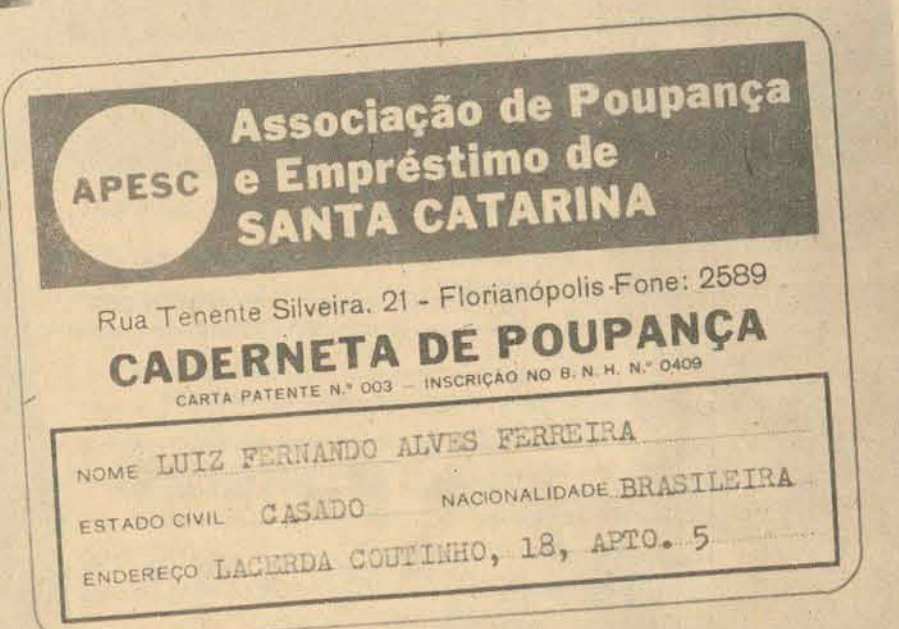 APESC
Associação de Poupança
e Empréstimo de
SANTA CATARINA
Rua Tenente Silveira. 21 - Florianópolis-Fone: 2589
CADERNETA DE POUPANÇA
CARTA PATENTE N.º 003 - INSCRIÇÃO NO B. N. H. N.º 0409
NOME LUIZ FERNANDO ALVES FERREIRA
ESTADO CIVIL CASADO NACIONALIDADE BRASILEIRA
ENDEREÇO LACERDA COUTINHO, 18, APTO. 5